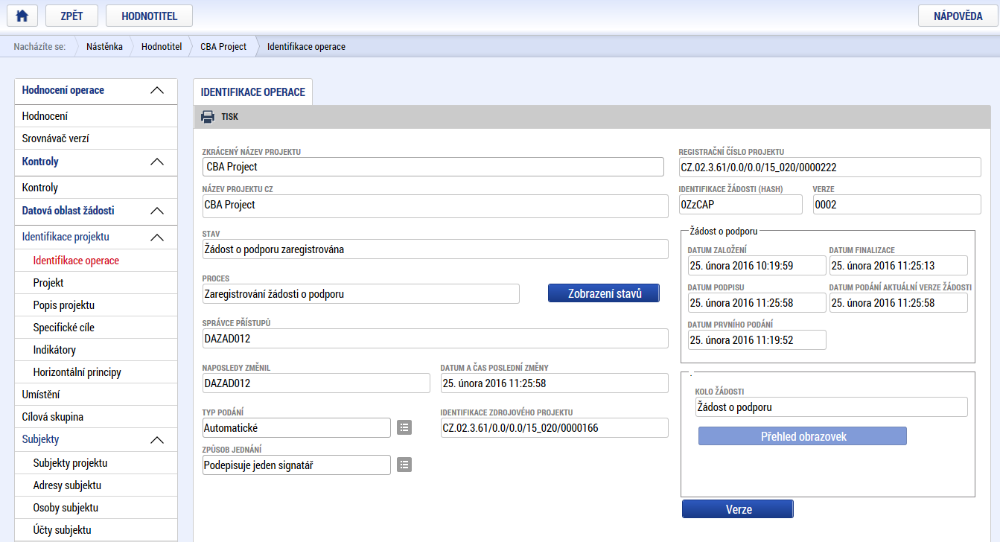 ZPĚT
HODNOTITEL
NÁPOVĚDA
Nacházíte se: Nástěnka Hodnotitel CBA Project Identifikace operace
Hodnocení operace
Hodnocení
Srovnávač verzí
Kontroly
Kontroly
Datová oblast žádosti
Identifikace projektu
Identifikace operace
Projekt
Popis projektu
Specifické cíle
Indikátory
Horizontální principy
Umístění
Cílová skupina
Subjekty
Subjekty projektu
Adresy subjektu
Osoby subjektu
Účty subjektu
IDENTIFIKACE OPERACE
TISK
ZKRÁCENÝ NÁZEV PROJEKTU
CBA Project
NÁZEV PROJEKTU CZ
CBA Project
STAV
Žádost o podporu zaregistrována
PROCES
Zaregistrování žádosti o podporu
Zobrazení stavů
SPRÁVCE PŘÍSTUPŮ
DAZAD012
NAPOSLEDY ZMĚNIL
DAZAD012
DATUM A ČAS POSLEDNÍ ZMĚNY
25. února 2016 11:25:58
TYP PODÁNÍ
Automatické
IDENTIFIKACE ZDROJOVÉHO PROJEKTU
CZ.02.3.61/0.0/0.0/15_020/0000166
ZPŮSOB JEDNÁNÍ
Podepisuje jeden signatář
REGISTRAČNÍ ČÍSLO PROJEKTU
CZ.02.3.61/0.0/0.0/15_020/0000222
IDENTIFIKACE ŽÁDOSTI (HASH)
0ZzCAP
VERZE
0002
Žádost o podporu
DATUM ZALOŽENÍ
25. února 2016 10:19:59
DATUM FINALIZACE
25. února 2016 11:25:13
DATUM PODPISU
25. února 2016 11:25:58
DATUM PODÁNÍ AKTUÁLNÍ VERZE ŽÁDOSTI
25. února 2016 11:25:58
DATUM PRVNÍHO PODÁNÍ
25. února 2016 11:19:52
.
KOLO ŽÁDOSTI
Žádost o podporu
Přehled obrazovek
Verze